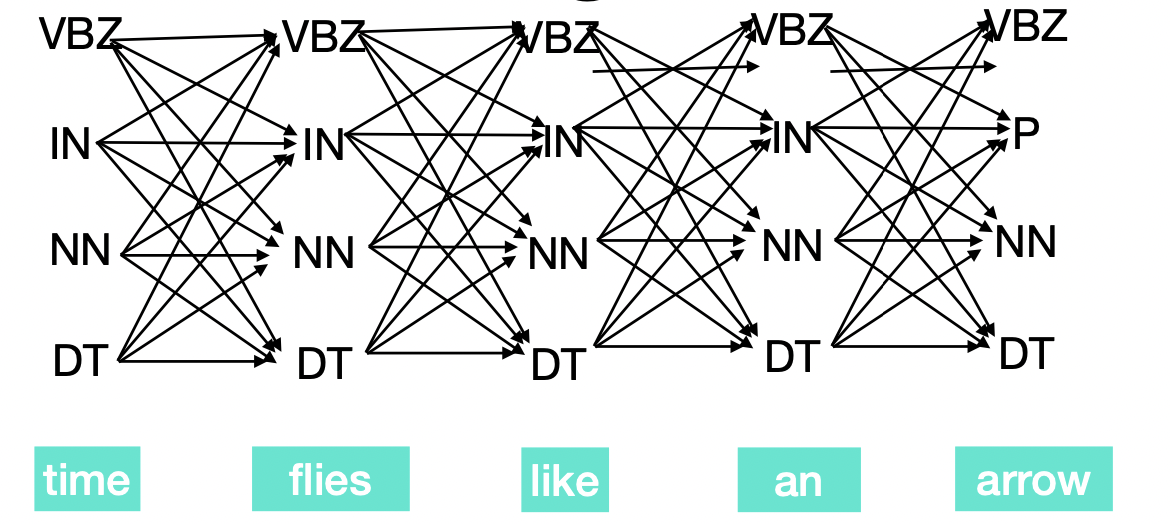 VBZ VBZ VBZ VBZ VBZ
IN IN IN IN P
NN NN NN NN NN
DT DT DT DT DT
time flies like an arrow